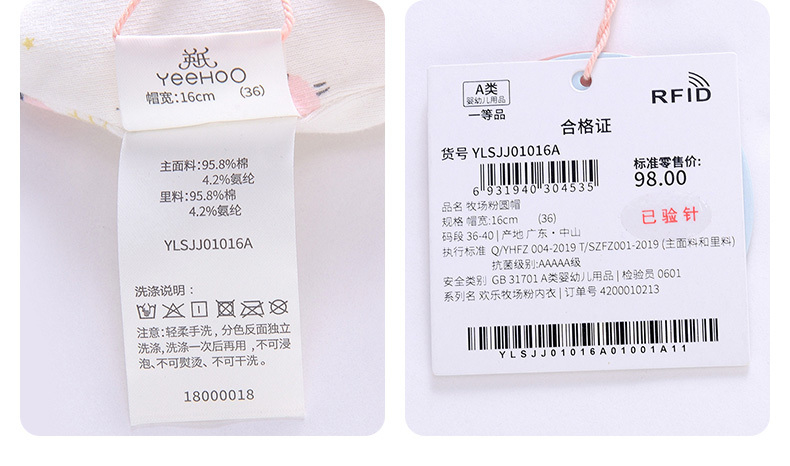 英氏
YeeHOO
帽宽:16cm (36)
主面料:95.8%棉
4.2%氨纶
里料:95.8%棉
4.2%氨纶
YLSJJ01016A
洗涤说明:
注意:轻柔手洗, 分色反面独立
洗涤,洗涤一次后再用, 不可浸
泡、不可熨烫、不可干洗。
18000018
A类
婴幼儿用品
一等品
RFID
合格证
货号 YLSJJ01016A
6 931940 304535
标准零售价:
98.00
品名 牧场粉圆帽
规格 帽宽:16cm (36)
已验针
码段 36-40 | 产地 广东·中山
执行标准 Q/YHFZ 004-2019 T/SZFZ001-2019 (主面料和里料)
抗菌级别:AAAAA级
安全类别 GB 31701 A类婴幼儿用品 | 检验员 0601
系列名 欢乐牧场粉内衣 | 订单号 4200010213
YLSJJ01016A01001A11